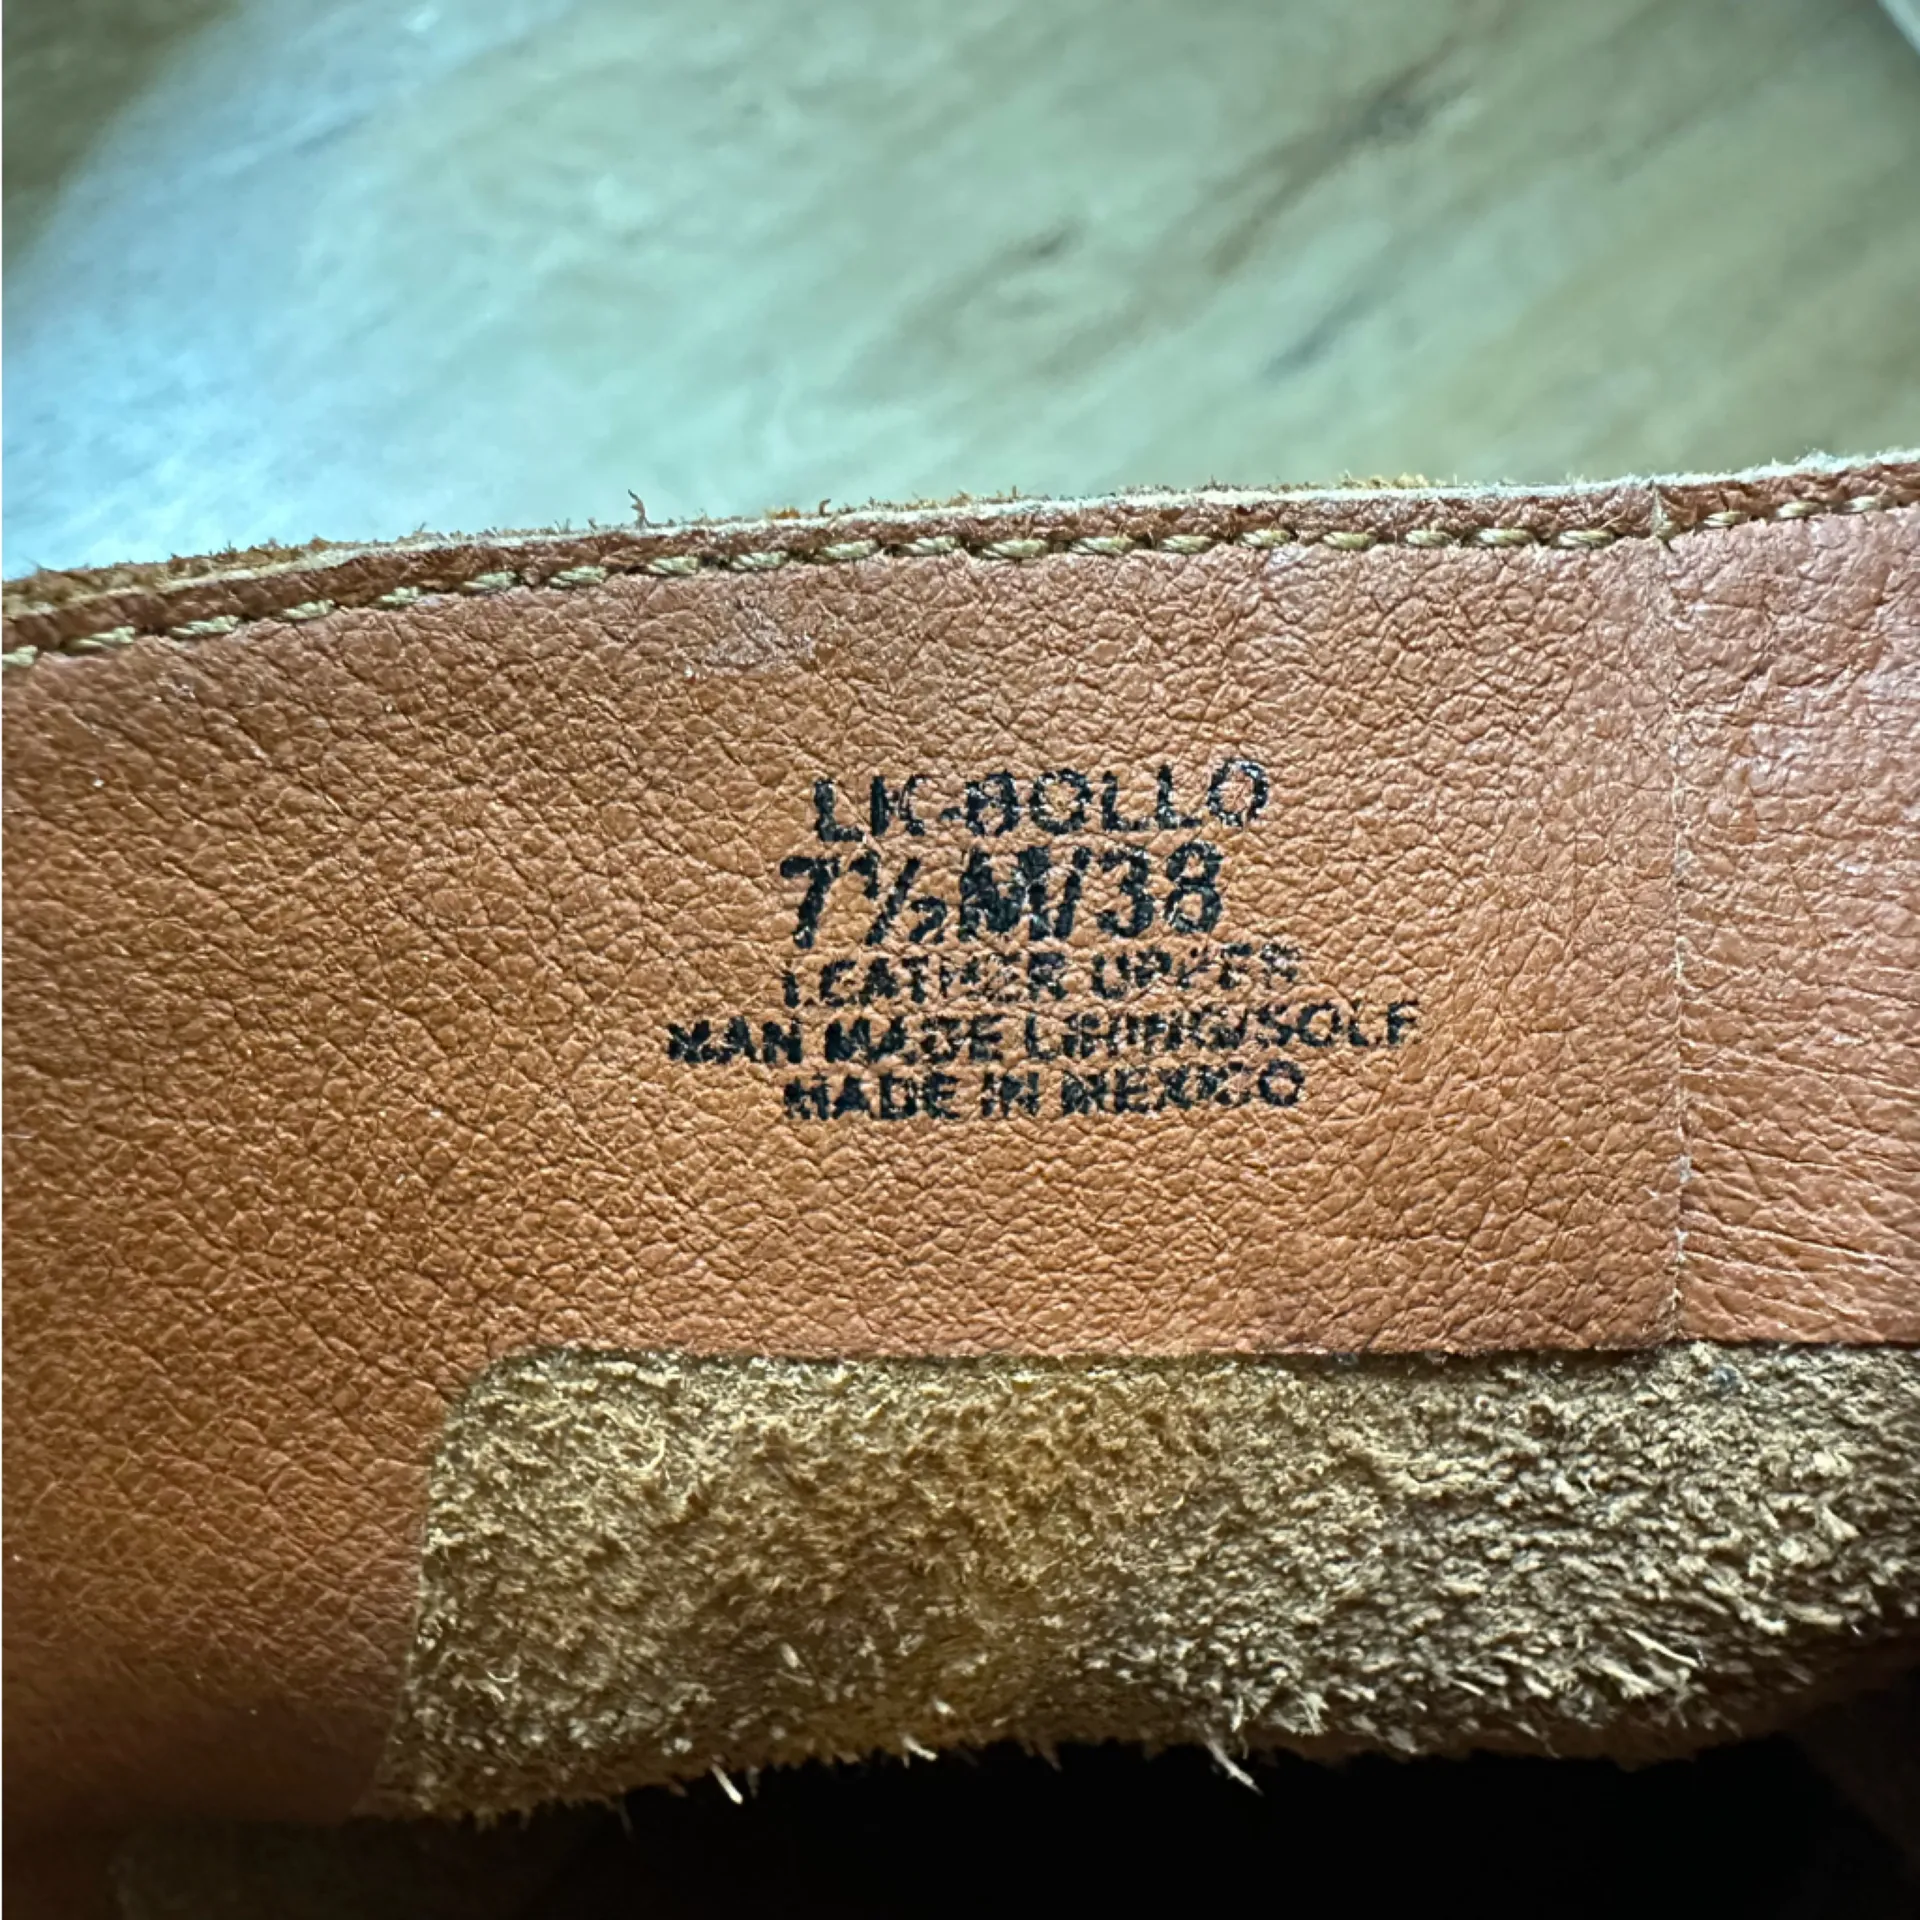 LK-BOLLO
7½M/38
LEATHER UPPER
MAN MADE LINING/SOLE
MADE IN MEXICO